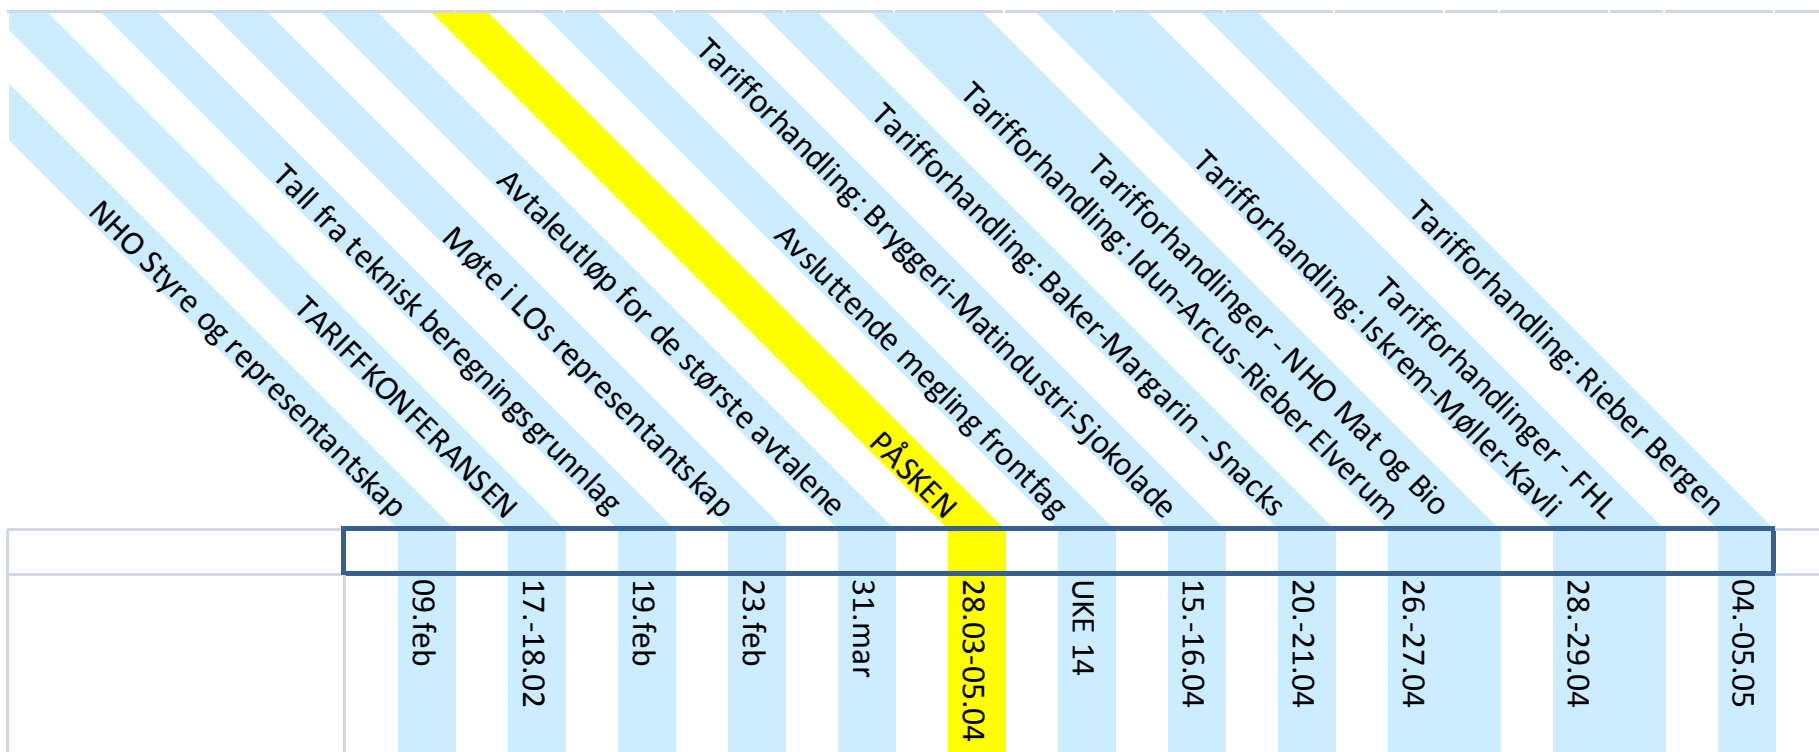 NHO Styre og representantskap
TARIFFKONFERANSEN
Tall fra teknisk beregningsgrunnlag
Møte i LOs representantskap
Avtaleutløp for de største avtalene
PÅSKEN
Avsluttende megling frontfag
Tarifforhandling: Bryggeri-Matindustri-Sjokolade
Tarifforhandling: Baker-Margarin - Snacks
Tarifforhandling: Idun-Arcus-Rieber Elverum
Tarifforhandlinger - NHO Mat og Bio
Tarifforhandling: Iskrem-Møller-Kavli
Tarifforhandlinger - FHL
Tarifforhandling: Rieber Bergen
09.feb
17.-18.02
19.feb
23.feb
31.mar
28.03-05.04
UKE 14
15.-16.04
20.-21.04
26.-27.04
28.-29.04
04.-05.05